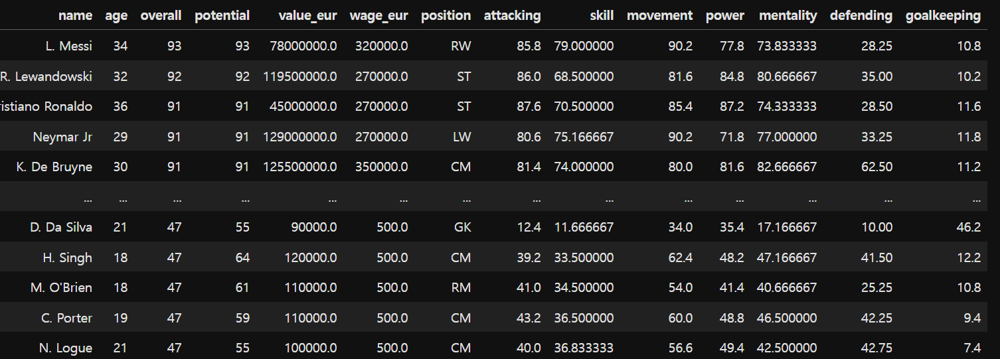 name age overall potential value_eur wage_eur position attacking skill movement power mentality defending goalkeeping
L. Messi 34 93 93 78000000.0 320000.0 RW 85.8 79.000000 90.2 77.8 73.833333 28.25 10.8
R. Lewandowski 32 92 92 119500000.0 270000.0 ST 86.0 68.500000 81.6 84.8 80.666667 35.00 10.2
ristiano Ronaldo 36 91 91 45000000.0 270000.0 ST 87.6 70.500000 85.4 87.2 74.333333 28.50 11.6
Neymar Jr 29 91 91 129000000.0 270000.0 LW 80.6 75.166667 90.2 71.8 77.000000 33.25 11.8
K. De Bruyne 30 91 91 125500000.0 350000.0 CM 81.4 74.000000 80.0 81.6 82.666667 62.50 11.2
... ... ... ... ... ... ... ... ... ... ... ... ... ...
D. Da Silva 21 47 55 90000.0 500.0 GK 12.4 11.666667 34.0 35.4 17.166667 10.00 46.2
H. Singh 18 47 64 120000.0 500.0 CM 39.2 33.500000 62.4 48.2 47.166667 41.50 12.2
M. O'Brien 18 47 61 110000.0 500.0 RM 41.0 34.500000 54.0 41.4 40.666667 25.25 10.8
C. Porter 19 47 59 110000.0 500.0 CM 43.2 36.500000 60.0 48.8 46.500000 42.25 9.4
N. Logue 21 47 55 100000.0 500.0 CM 40.0 36.833333 56.6 49.4 42.500000 42.75 7.4